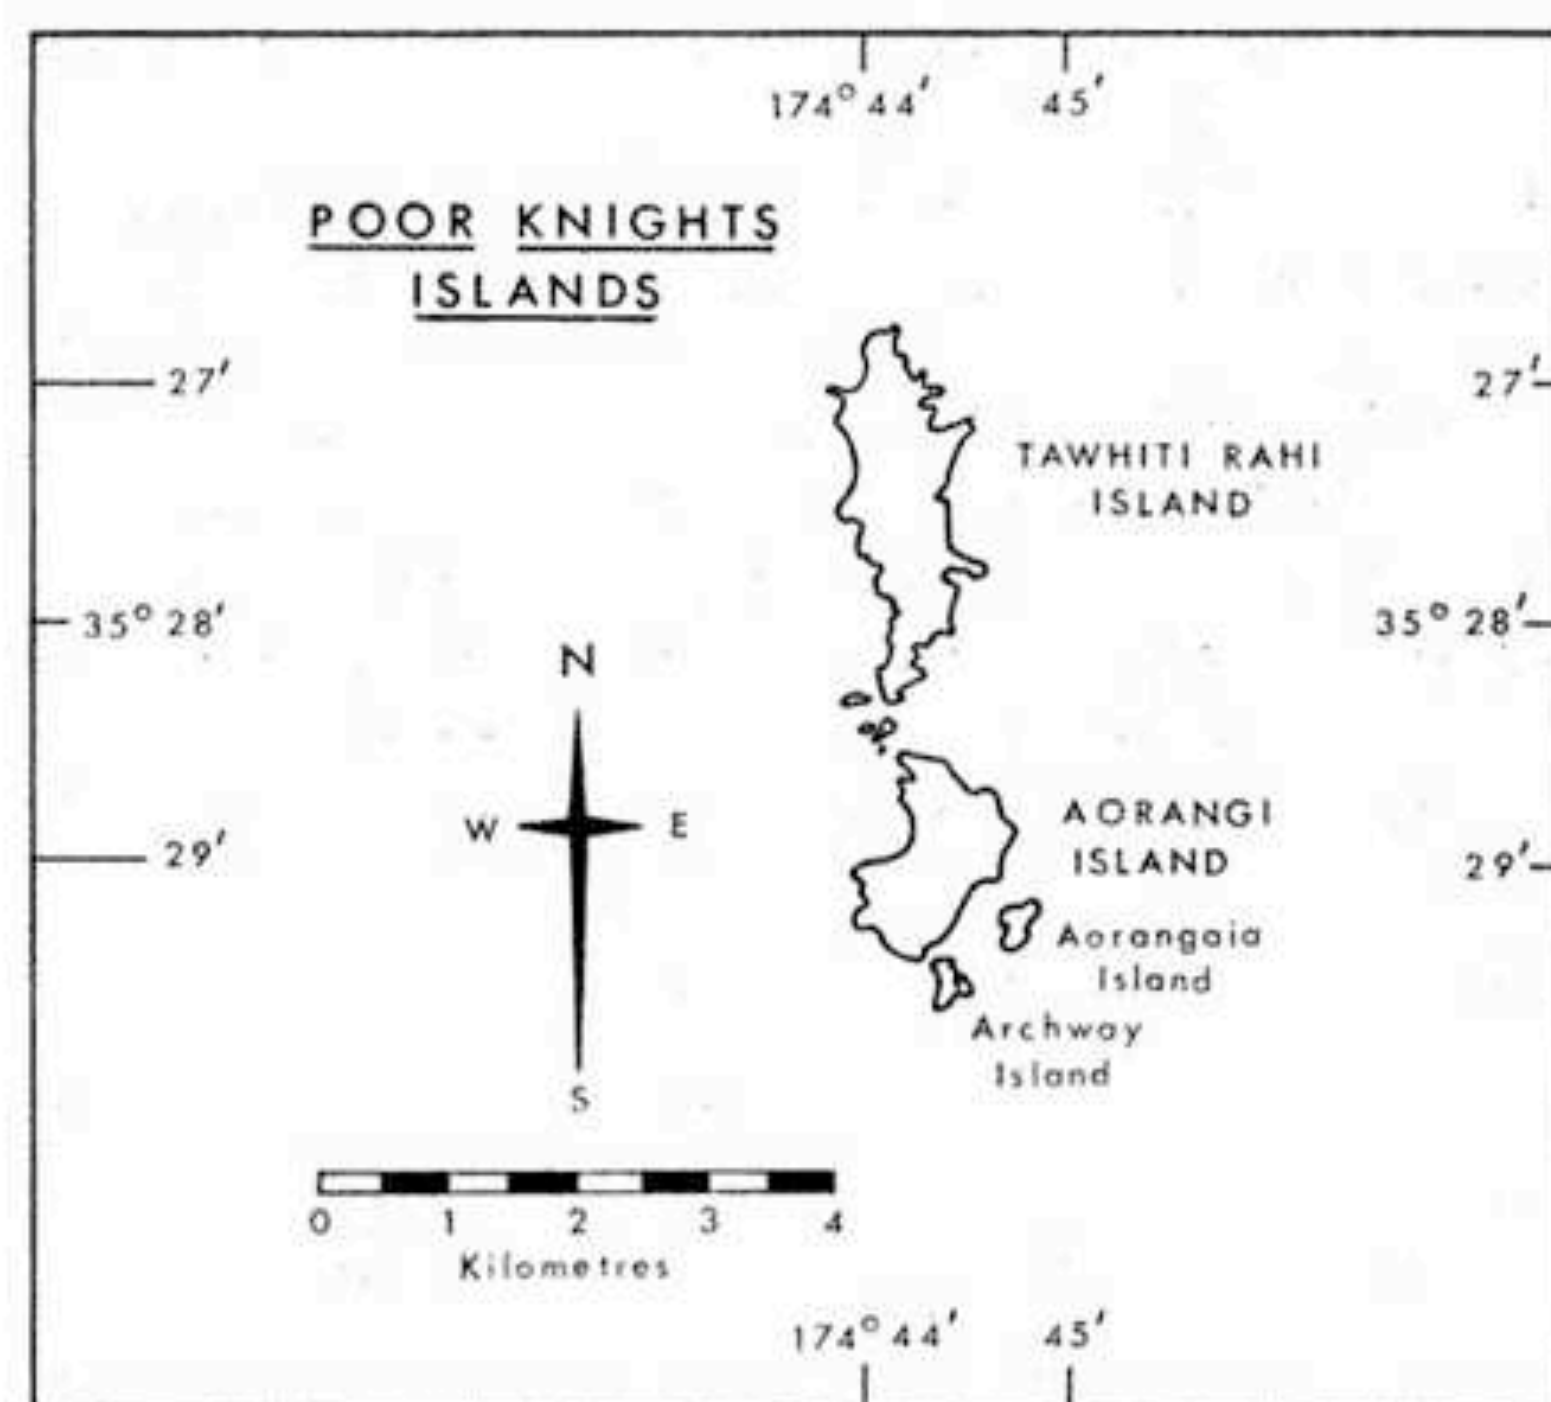 174° 44′ 45′
POOR KNIGHTS
ISLANDS
27′ 27′
TAWHITI RAHI
ISLAND
35° 28′ 35° 28′
N
W E
S
AORANGI
ISLAND
29′ 29′
Aorangaia
Island
Archway
Island
0 1 2 3 4
Kilometres
174° 44′ 45′